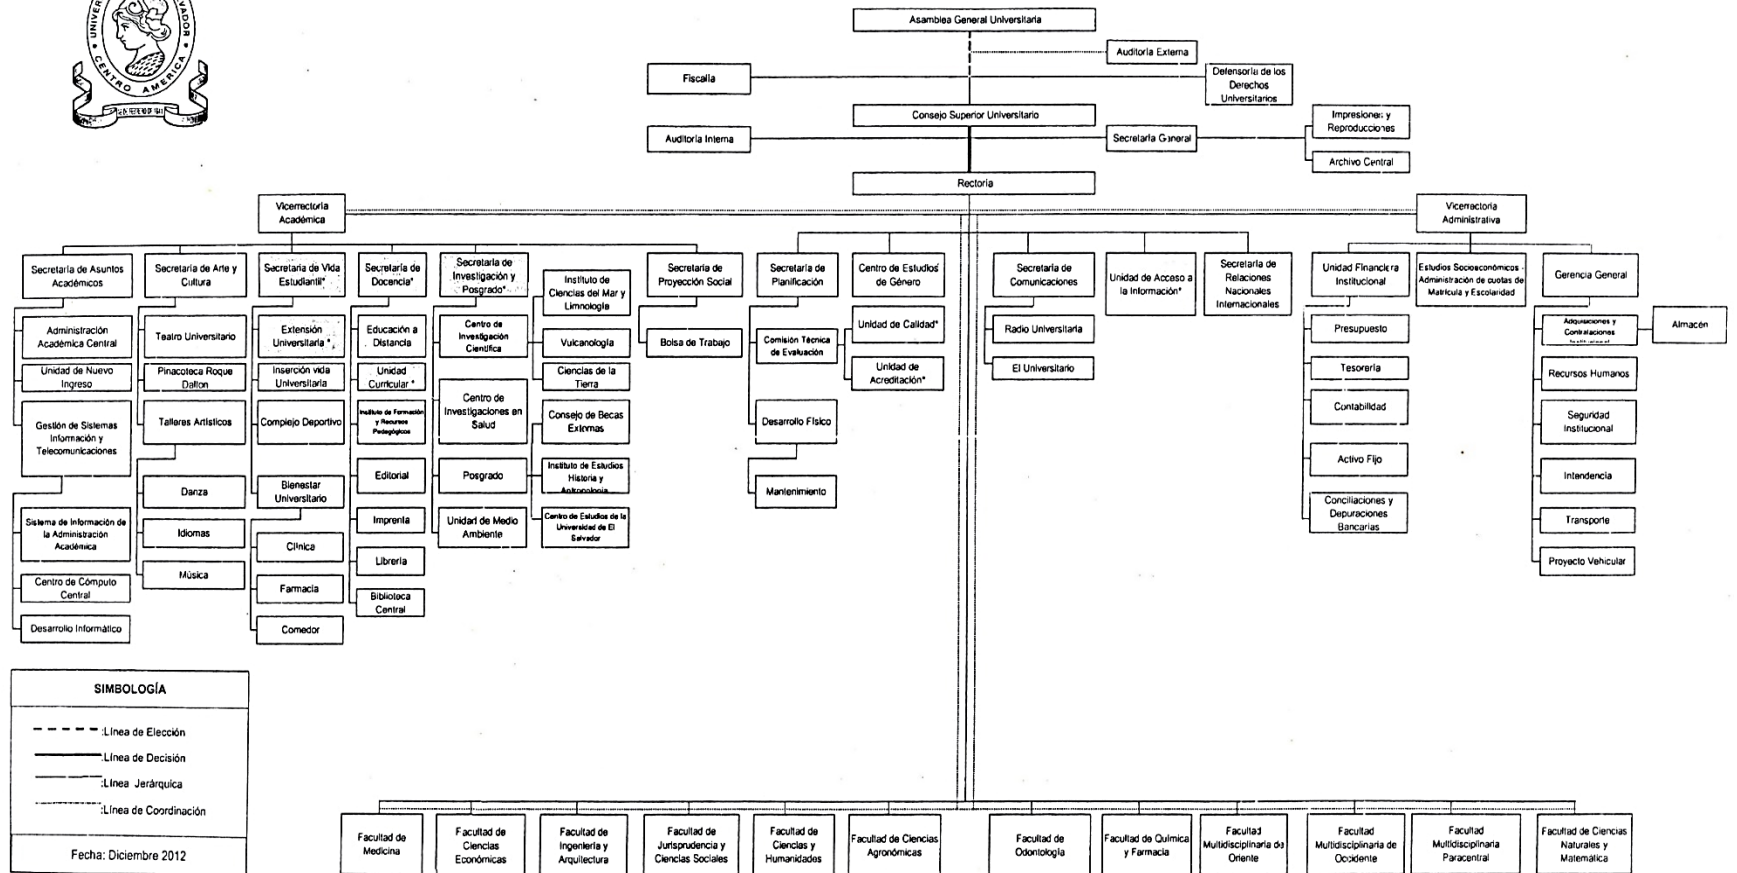 UNIVER
VADOR
CENTRO AMERICA
Asamblea General Universitaria
Auditoría Externa
Fiscalía
Defensoría de los
Derechos
Universitarios
Consejo Superior Universitario
Impresiones y
Reproducciones
Auditoría Interna
Secretaría General
Archivo Central
Rectoría
Vicerrectoría
Académica
Vicerrectoría
Administrativa
Secretaría de Asuntos
Académicos
Secretaría de Arte y
Cultura
Secretaría de Vida
Estudiantil*
Secretaría de
Docencia*
Secretaría de
Investigación y
Posgrado*
Instituto de
Ciencias del Mar y
Limnología
Secretaría de
Proyección Social
Secretaría de
Planificación
Centro de Estudios
de Género
Secretaría de
Comunicaciones
Unidad de Acceso a
la Información*
Secretaría de
Relaciones
Nacionales
Internacionales
Unidad Financiera
Institucional
Estudios Socioeconómicos -
Administración de cuotas de
Matrícula y Escolaridad
Gerencia General
Administración
Académica Central
Teatro Universitario
Extensión
Universitaria *
Educación a
Distancia
Centro de
Investigación
Científica
Vulcanología
Bolsa de Trabajo
Comisión Técnica
de Evaluación
Unidad de Calidad*
Radio Universitaria
Presupuesto
Adquisiciones y
Contrataciones
Almacén
Unidad de Nuevo
Ingreso
Pinacoteca Roque
Dalton
Inserción vida
Universitaria
Unidad
Curricular *
Ciencias de la
Tierra
Unidad de
Acreditación*
El Universitario
Tesorería
Recursos Humanos
Gestión de Sistemas
Información y
Telecomunicaciones
Talleres Artísticos
Complejo Deportivo
Instituto de Formación
y Recursos
Pedagógicos
Centro de
Investigaciones en
Salud
Consejo de Becas
Externas
Desarrollo Físico
Contabilidad
Seguridad
Institucional
Danza
Bienestar
Universitario
Editorial
Posgrado
Instituto de Estudios
Historia y
Antropología
Mantenimiento
Activo Fijo
Intendencia
Sistema de Información de
la Administración
Académica
Idiomas
Clínica
Imprenta
Unidad de Medio
Ambiente
Centro de Estudios de la
Universidad de El
Salvador
Conciliaciones y
Depuraciones
Bancarias
Transporte
Centro de Cómputo
Central
Música
Farmacia
Librería
Proyecto Vehicular
Desarrollo Informático
Comedor
Biblioteca
Central
SIMBOLOGÍA
:Línea de Elección
:Línea de Decisión
:Línea Jerárquica
:Línea de Coordinación
Fecha: Diciembre 2012
Facultad de
Medicina
Facultad de
Ciencias
Económicas
Facultad de
Ingeniería y
Arquitectura
Facultad de
Jurisprudencia y
Ciencias Sociales
Facultad de
Ciencias y
Humanidades
Facultad de Ciencias
Agronómicas
Facultad de
Odontología
Facultad de Química
y Farmacia
Facultad
Multidisciplinaria de
Oriente
Facultad
Multidisciplinaria de
Occidente
Facultad
Multidisciplinaria
Paracentral
Facultad de Ciencias
Naturales y
Matemática